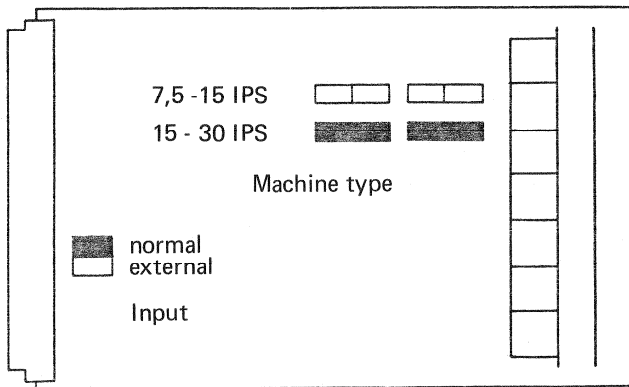 7,5 -15 IPS
15 - 30 IPS
Machine type
normal
external
Input